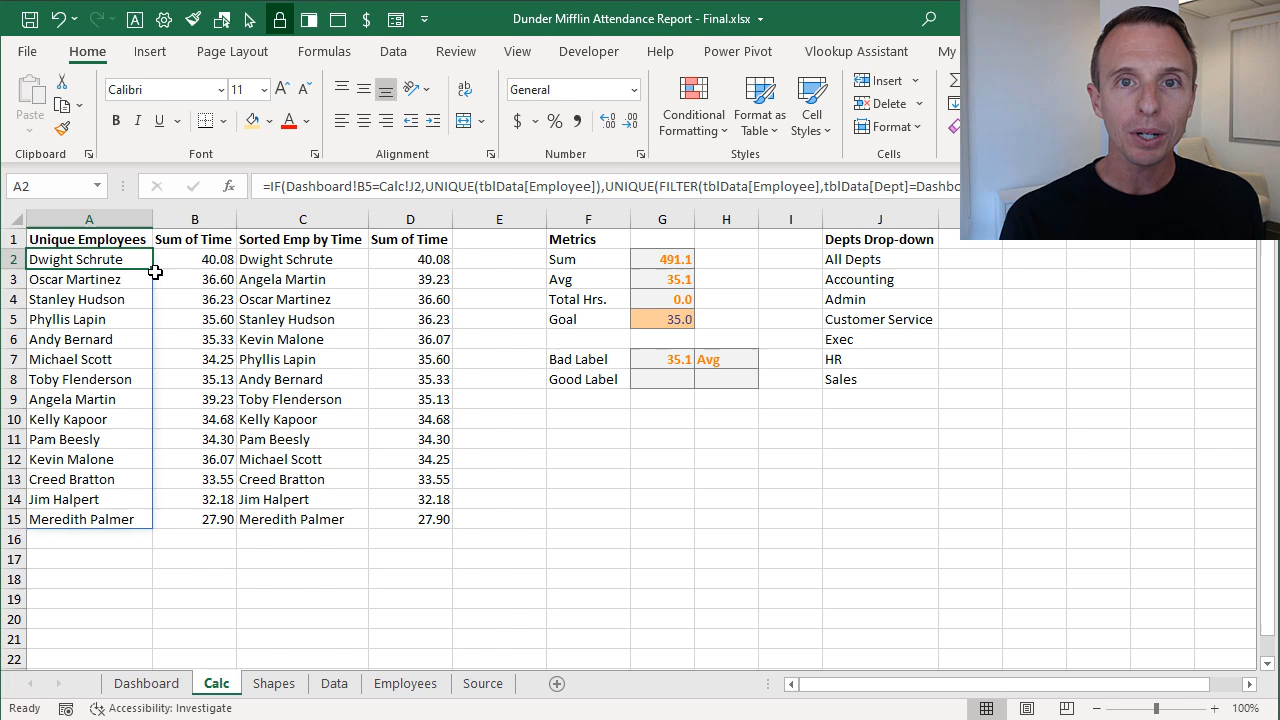 Dunder Mifflin Attendance Report - Final.xlsx
File Home Insert Page Layout Formulas Data Review View Developer Help Power Pivot Vlookup Assistant My
Paste
Calibri 11
General
Conditional Formatting
Format as Table
Cell Styles
Insert
Delete
Format
Clipboard Font Alignment Number Styles Cells
A2 =IF(Dashboard!B5=Calc!J2,UNIQUE(tblData[Employee]),UNIQUE(FILTER(tblData[Employee],tblData[Dept]=Dashbo
A B C D E F G H I J
1 Unique Employees Sum of Time Sorted Emp by Time Sum of Time Metrics Depts Drop-down
2 Dwight Schrute 40.08 Dwight Schrute 40.08 Sum 491.1 All Depts
3 Oscar Martinez 36.60 Angela Martin 39.23 Avg 35.1 Accounting
4 Stanley Hudson 36.23 Oscar Martinez 36.60 Total Hrs. 0.0 Admin
5 Phyllis Lapin 35.60 Stanley Hudson 36.23 Goal 35.0 Customer Service
6 Andy Bernard 35.33 Kevin Malone 36.07 Exec
7 Michael Scott 34.25 Phyllis Lapin 35.60 Bad Label 35.1 Avg HR
8 Toby Flenderson 35.13 Andy Bernard 35.33 Good Label Sales
9 Angela Martin 39.23 Toby Flenderson 35.13
10 Kelly Kapoor 34.68 Kelly Kapoor 34.68
11 Pam Beesly 34.30 Pam Beesly 34.30
12 Kevin Malone 36.07 Michael Scott 34.25
13 Creed Bratton 33.55 Creed Bratton 33.55
14 Jim Halpert 32.18 Jim Halpert 32.18
15 Meredith Palmer 27.90 Meredith Palmer 27.90
16
17
18
19
20
21
22
Dashboard Calc Shapes Data Employees Source
Ready Accessibility: Investigate 100%